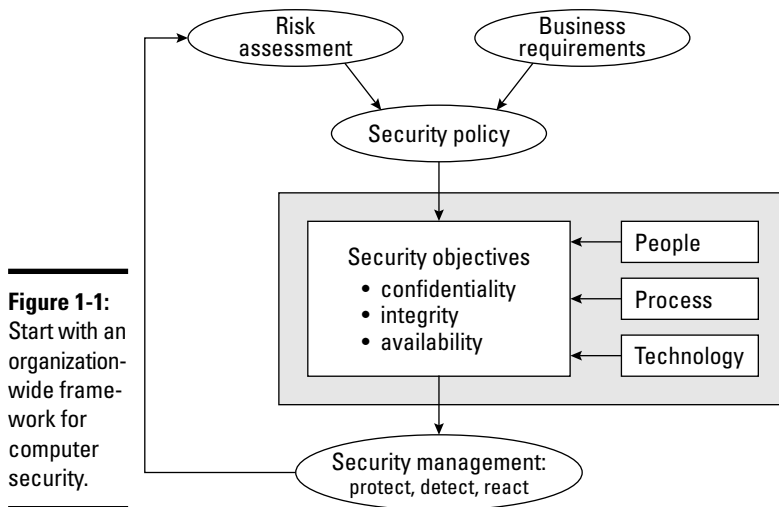 Risk
assessment
Business
requirements
Security policy
Security objectives
• confidentiality
• integrity
• availability
People
Process
Technology
Security management:
protect, detect, react
Figure 1-1:
Start with an
organization-
wide frame-
work for
computer
security.